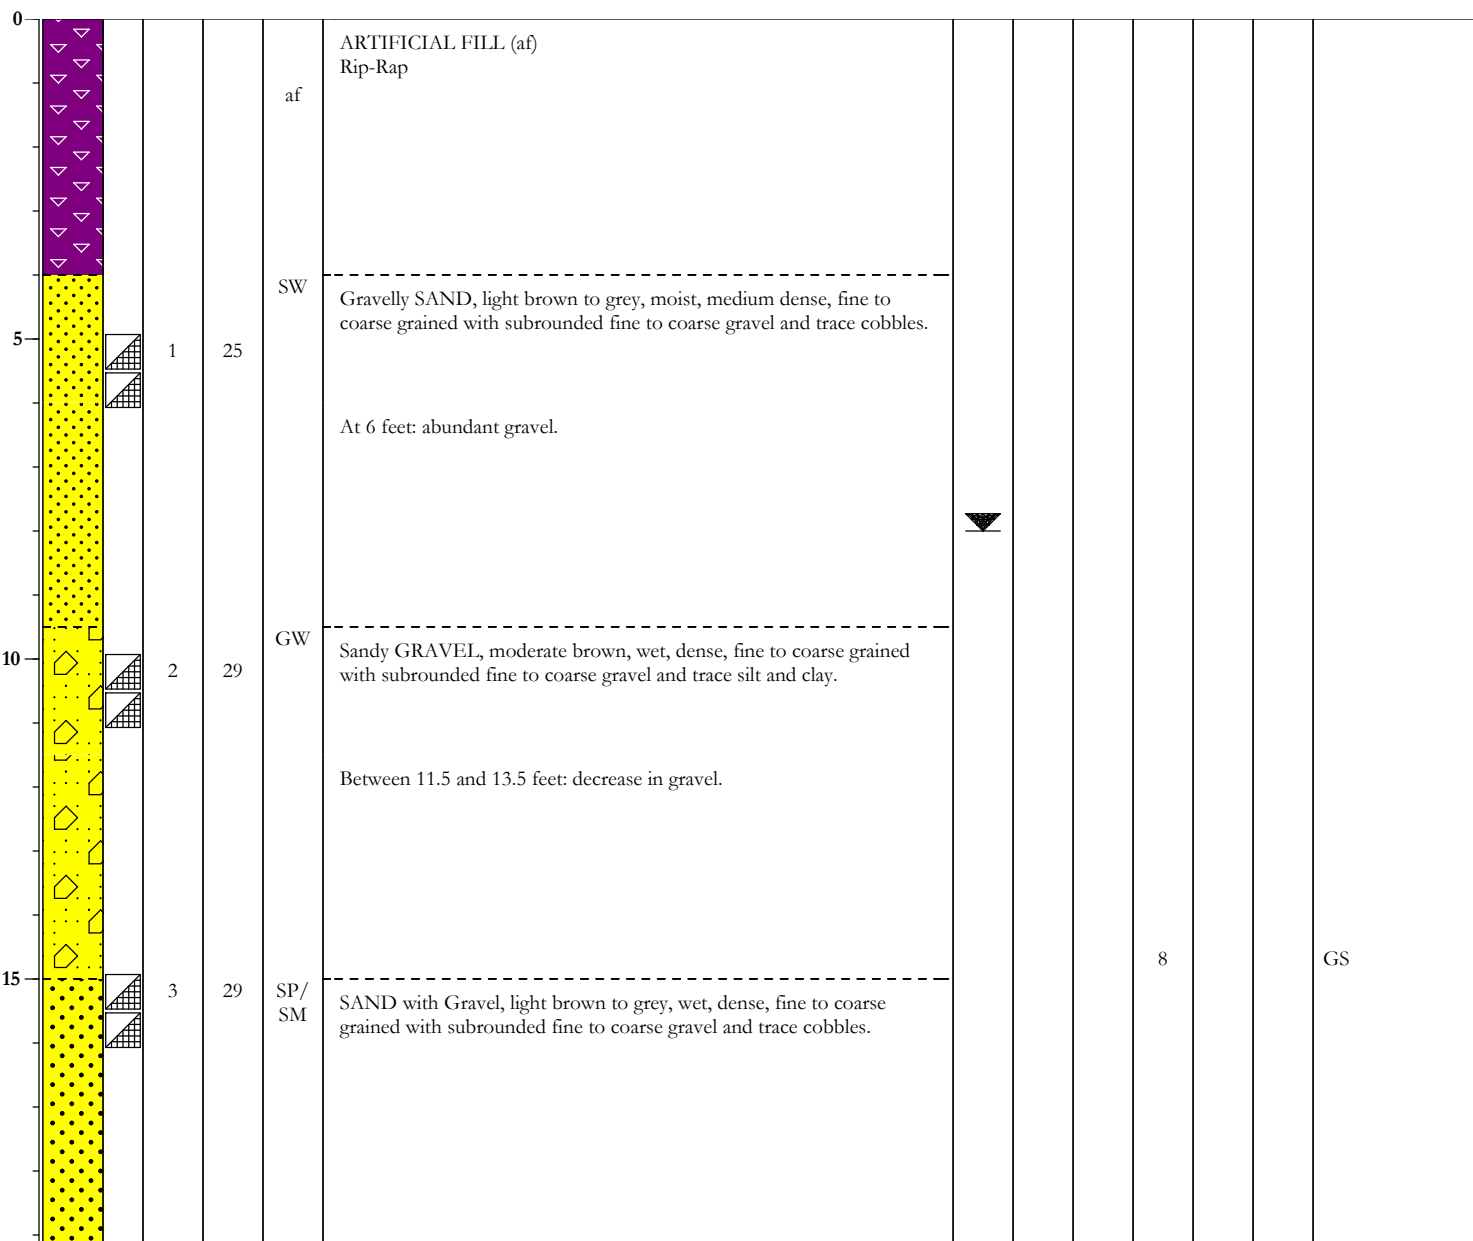 0
ARTIFICIAL FILL (af)
Rip-Rap
af
SW
Gravelly SAND, light brown to grey, moist, medium dense, fine to
coarse grained with subrounded fine to coarse gravel and trace cobbles.
5
1
25
At 6 feet: abundant gravel.
GW
Sandy GRAVEL, moderate brown, wet, dense, fine to coarse grained
with subrounded fine to coarse gravel and trace silt and clay.
10
2
29
Between 11.5 and 13.5 feet: decrease in gravel.
8
GS
15
3
29
SP/
SM
SAND with Gravel, light brown to grey, wet, dense, fine to coarse
grained with subrounded fine to coarse gravel and trace cobbles.